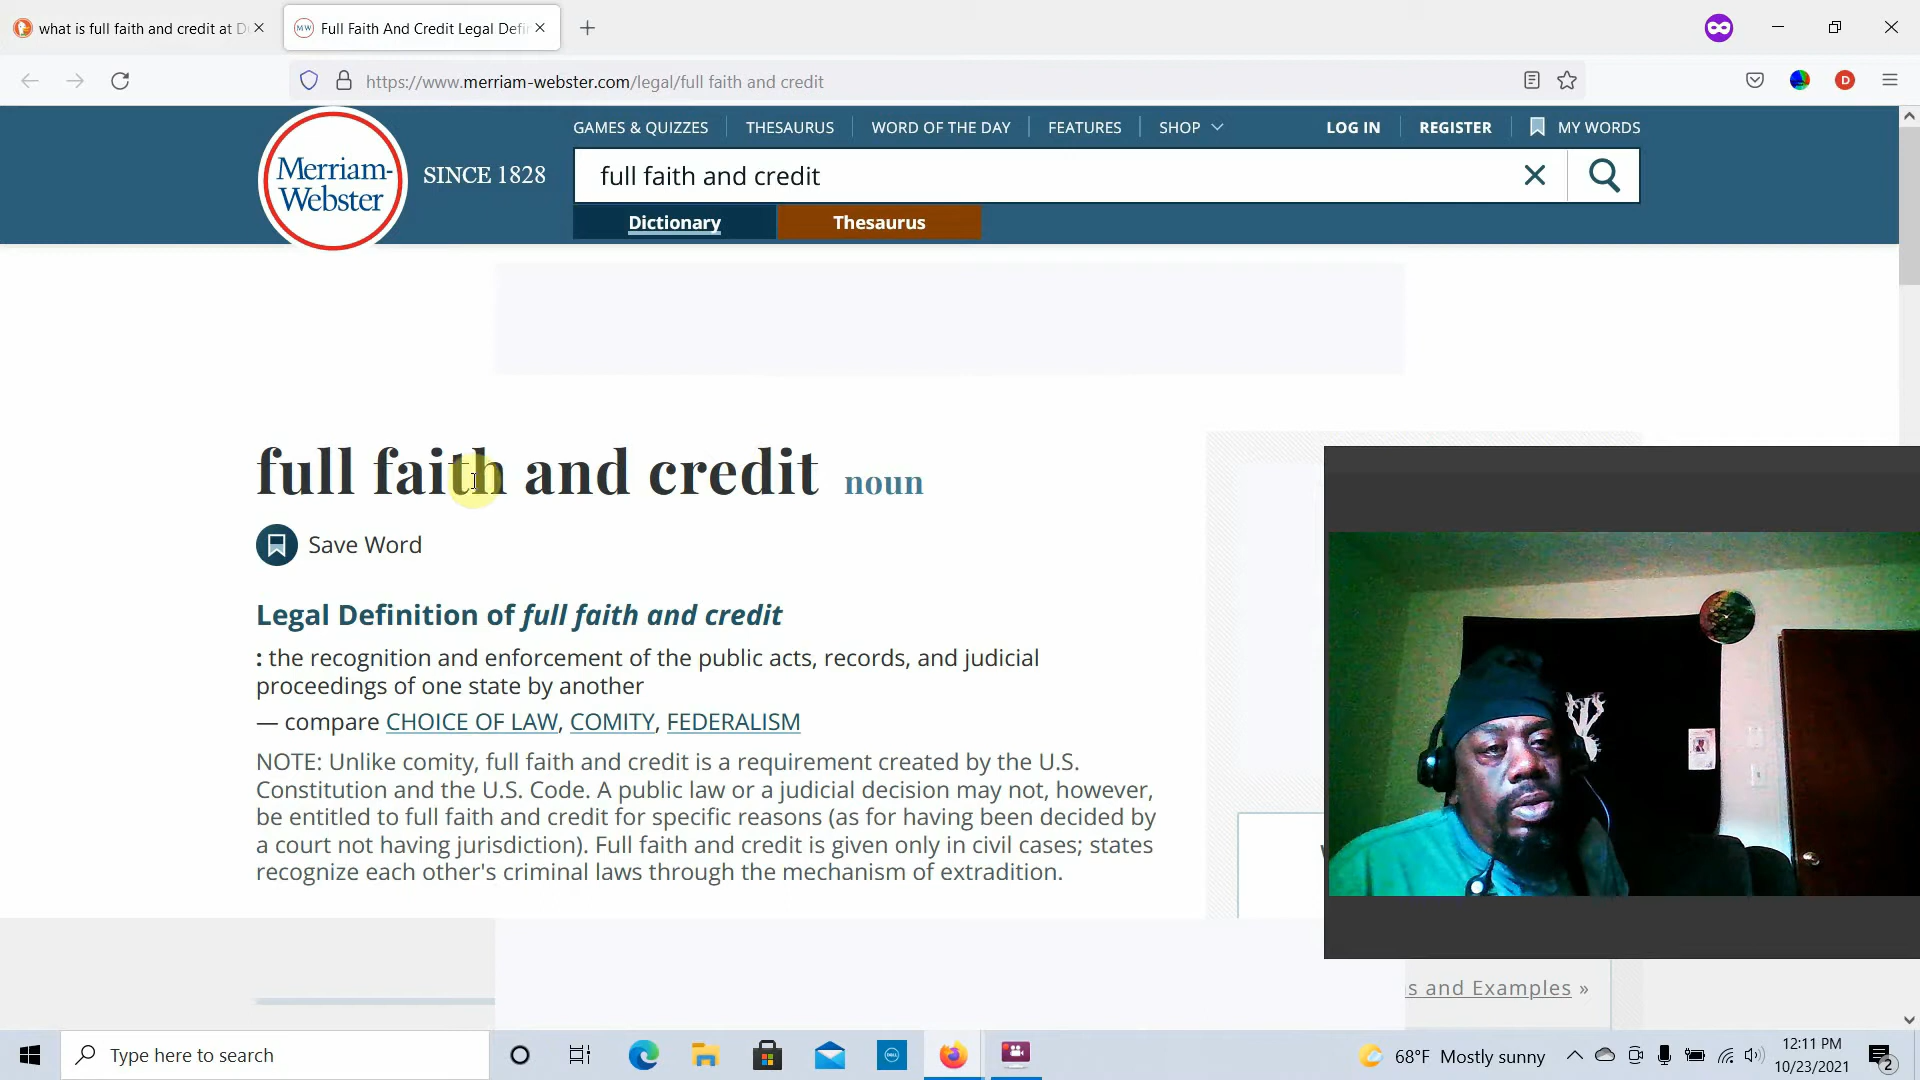 what is full faith and credit at D
Full Faith And Credit Legal Defi
https://www.merriam-webster.com/legal/full faith and credit
D
GAMES & QUIZZES
THESAURUS
WORD OF THE DAY
FEATURES
SHOP
LOG IN
REGISTER
MY WORDS
Merriam-
Webster
SINCE 1828
full faith and credit
Dictionary
Thesaurus
full faith and credit noun
Save Word
Legal Definition of full faith and credit
: the recognition and enforcement of the public acts, records, and judicial
proceedings of one state by another
— compare CHOICE OF LAW, COMITY, FEDERALISM
NOTE: Unlike comity, full faith and credit is a requirement created by the U.S.
Constitution and the U.S. Code. A public law or a judicial decision may not, however,
be entitled to full faith and credit for specific reasons (as for having been decided by
a court not having jurisdiction). Full faith and credit is given only in civil cases; states
recognize each other's criminal laws through the mechanism of extradition.
s and Examples »
Type here to search
68°F Mostly sunny
12:11 PM
10/23/2021
2